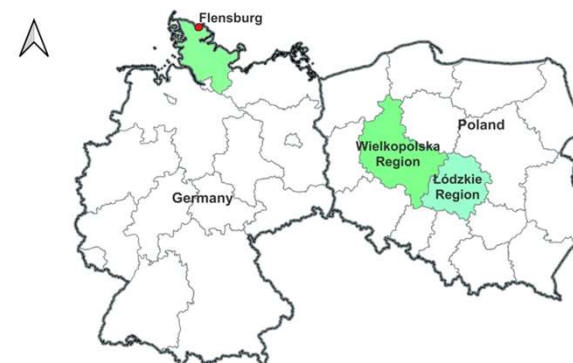 Flensburg
Poland
Wielkopolska
Region
Łódzkie
Region
Germany